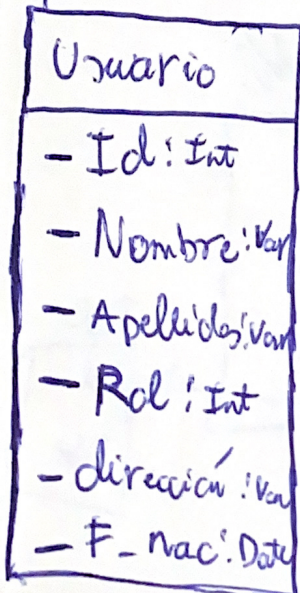 Usuario
- Id: Int
- Nombre: Var
- Apellidos: Var
- Rol: Int
- dirección: Var
- F_nac: Date